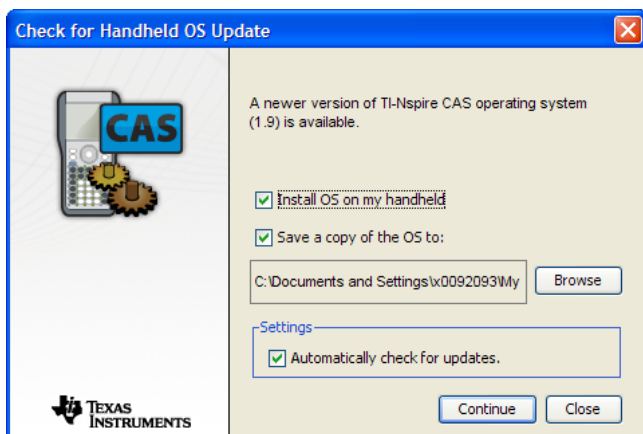 Check for Handheld OS Update
CAS
A newer version of TI-Nspire CAS operating system
(1.9) is available.
Install OS on my handheld
Save a copy of the OS to:
C:\Documents and Settings\x0092093\My
Browse
Settings
Automatically check for updates.
TEXAS
INSTRUMENTS
Continue
Close